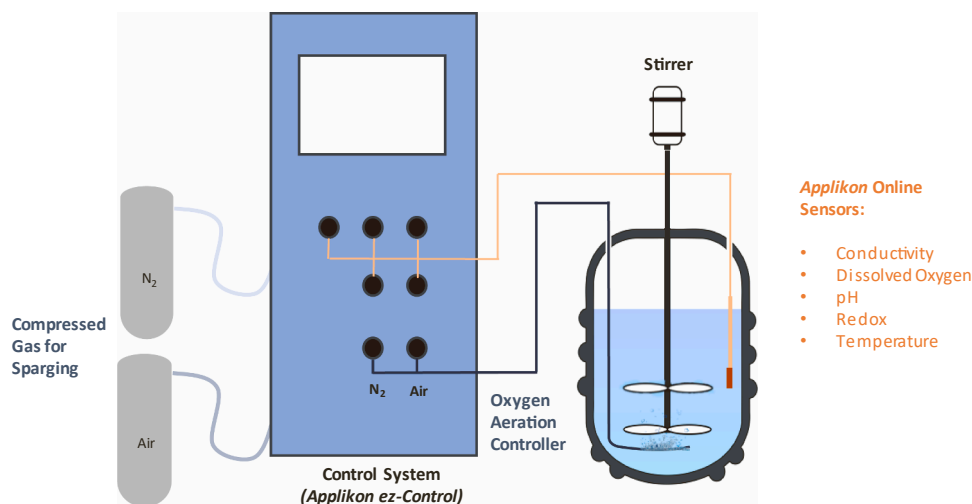 Stirrer
N₂
Compressed
Gas for
Sparging
Air
N₂
Air
Oxygen
Aeration
Controller
Control System
(Applikon ez-Control)
Applikon Online
Sensors:
• Conductivity
• Dissolved Oxygen
• pH
• Redox
• Temperature